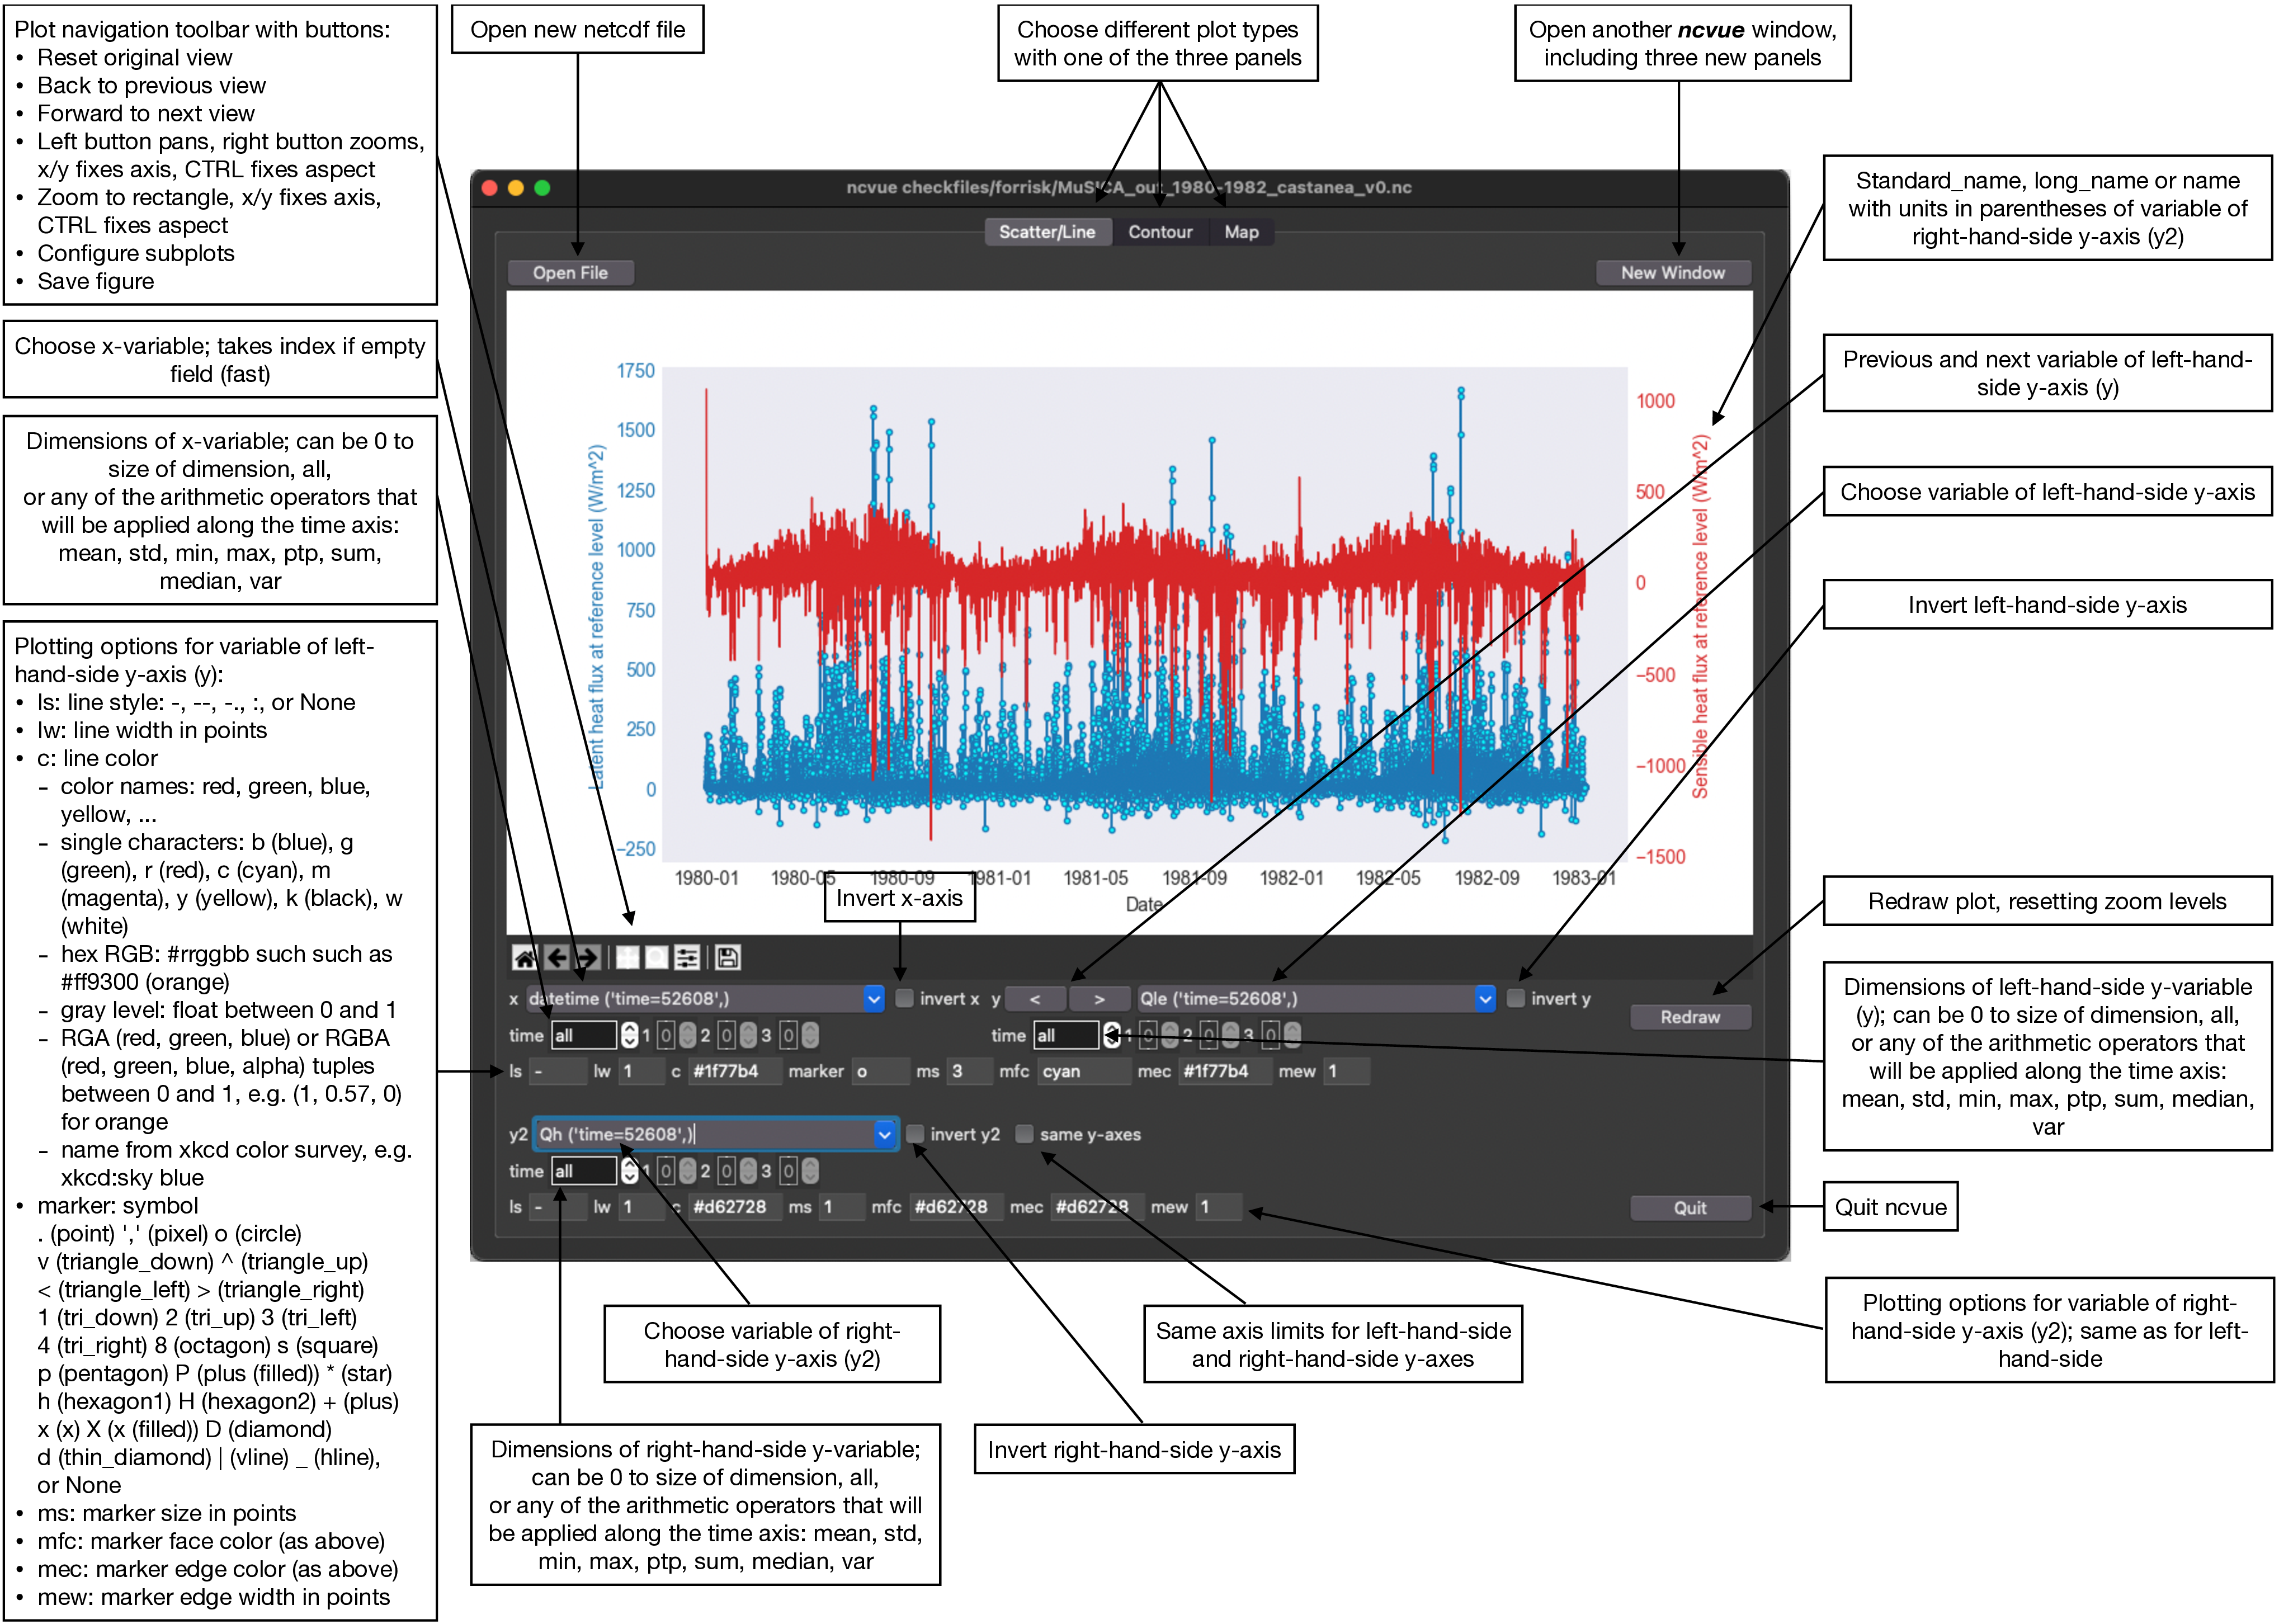 Plot navigation toolbar with buttons:
• Reset original view
• Back to previous view
• Forward to next view
• Left button pans, right button zooms,
x/y fixes axis, CTRL fixes aspect
• Zoom to rectangle, x/y fixes axis,
CTRL fixes aspect
• Configure subplots
• Save figure
Open new netcdf file
Choose different plot types
with one of the three panels
Open another ncvue window,
including three new panels
Choose x-variable; takes index if empty
field (fast)
Dimensions of x-variable; can be 0 to
size of dimension, all,
or any of the arithmetic operators that
will be applied along the time axis:
mean, std, min, max, ptp, sum,
median, var
Plotting options for variable of left-
hand-side y-axis (y):
• ls: line style: -, --, -., :, or None
• lw: line width in points
• c: line color
- color names: red, green, blue,
yellow, ...
- single characters: b (blue), g
(green), r (red), c (cyan), m
(magenta), y (yellow), k (black), w
(white)
- hex RGB: #rrggbb such such as
#ff9300 (orange)
- gray level: float between 0 and 1
- RGA (red, green, blue) or RGBA
(red, green, blue, alpha) tuples
between 0 and 1, e.g. (1, 0.57, 0)
for orange
- name from xkcd color survey, e.g.
xkcd:sky blue
• marker: symbol
. (point) ',' (pixel) o (circle)
v (triangle_down) ^ (triangle_up)
< (triangle_left) > (triangle_right)
1 (tri_down) 2 (tri_up) 3 (tri_left)
4 (tri_right) 8 (octagon) s (square)
p (pentagon) P (plus (filled)) * (star)
h (hexagon1) H (hexagon2) + (plus)
x (x) X (x (filled)) D (diamond)
d (thin_diamond) | (vline) _ (hline),
or None
• ms: marker size in points
• mfc: marker face color (as above)
• mec: marker edge color (as above)
• mew: marker edge width in points
ncvue checkfiles/forrisk/MuSICA_out_1980-1982_castanea_v0.nc
Scatter/Line Contour Map
Open File New Window
Latent heat flux at reference level (W/m^2)
1750
1500
1250
1000
750
500
250
0
−250
1000
500
0
−500
−1000
−1500
Sensible heat flux at reference level (W/m^2)
1980-01 1980-05 1980-09 1981-01 1981-05 1981-09 1982-01 1982-05 1982-09 1983-01
Date
Invert x-axis
x datetime ('time=52608',) invert x y < > Qle ('time=52608',) invert y
time all 1 0 2 0 3 0 time all 1 0 2 0 3 0
Redraw
ls - lw 1 c #1f77b4 marker o ms 3 mfc cyan mec #1f77b4 mew 1
y2 Qh ('time=52608',) invert y2 same y-axes
time all 1 0 2 0 3 0
ls - lw 1 c #d62728 ms 1 mfc #d62728 mec #d62728 mew 1
Quit
Standard_name, long_name or name
with units in parentheses of variable of
right-hand-side y-axis (y2)
Previous and next variable of left-hand-
side y-axis (y)
Choose variable of left-hand-side y-axis
Invert left-hand-side y-axis
Redraw plot, resetting zoom levels
Dimensions of left-hand-side y-variable
(y); can be 0 to size of dimension, all,
or any of the arithmetic operators that
will be applied along the time axis:
mean, std, min, max, ptp, sum, median,
var
Quit ncvue
Plotting options for variable of right-
hand-side y-axis (y2); same as for left-
hand-side
Choose variable of right-
hand-side y-axis (y2)
Same axis limits for left-hand-side
and right-hand-side y-axes
Dimensions of right-hand-side y-variable;
can be 0 to size of dimension, all,
or any of the arithmetic operators that will
be applied along the time axis: mean, std,
min, max, ptp, sum, median, var
Invert right-hand-side y-axis